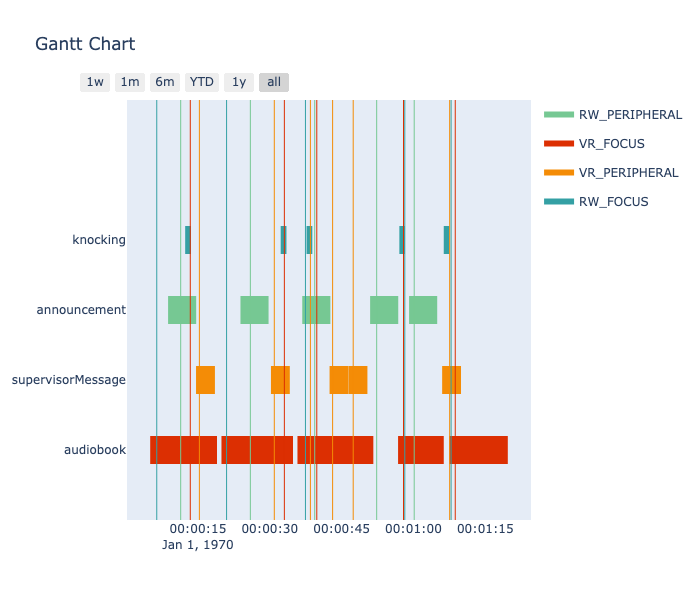 Gantt Chart
1w 1m 6m YTD 1y all
RW_PERIPHERAL
VR_FOCUS
VR_PERIPHERAL
RW_FOCUS
knocking
announcement
supervisorMessage
audiobook
00:00:15 00:00:30 00:00:45 00:01:00 00:01:15
Jan 1, 1970